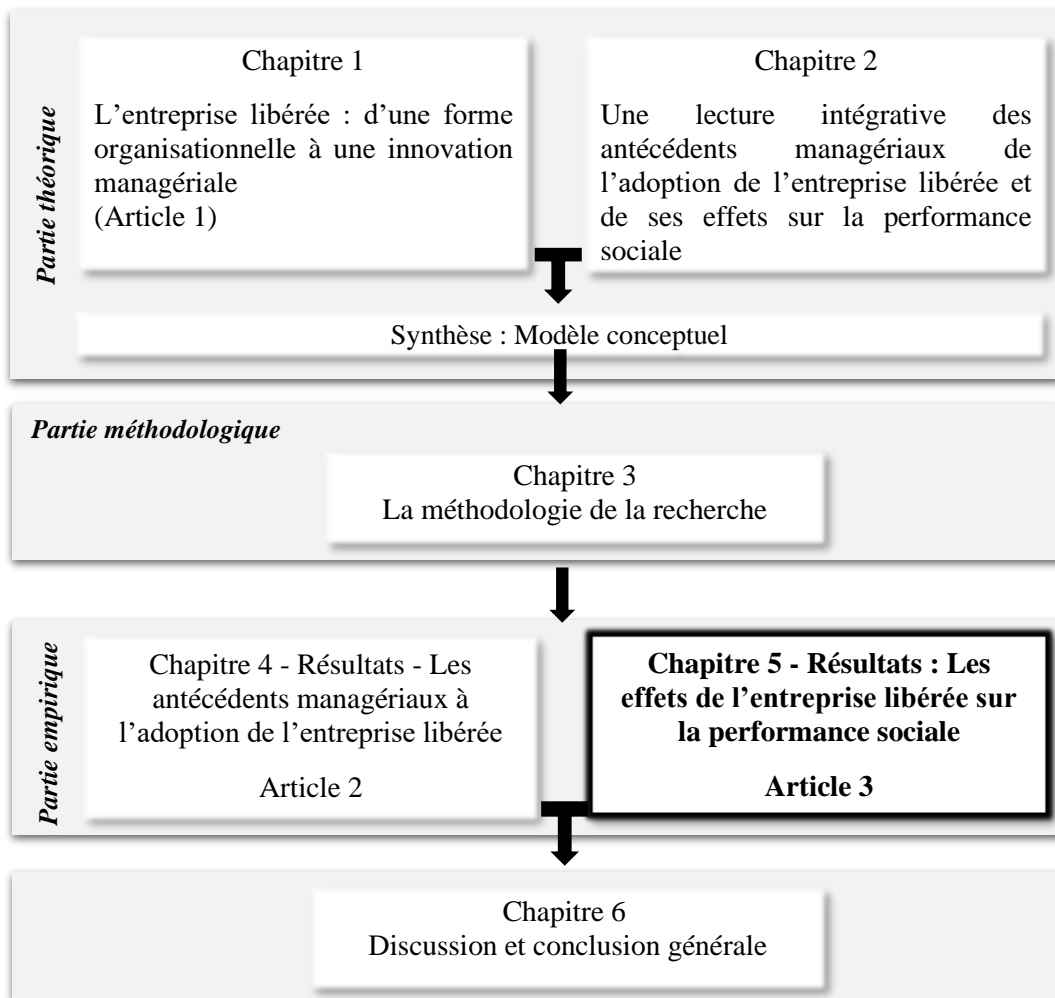 Partie théorique
Chapitre 1
L’entreprise libérée : d’une forme
organisationnelle à une innovation
managériale
(Article 1)
Chapitre 2
Une lecture intégrative des
antécédents managériaux de
l’adoption de l’entreprise libérée et
de ses effets sur la performance
sociale
Synthèse : Modèle conceptuel
Partie méthodologique
Chapitre 3
La méthodologie de la recherche
Partie empirique
Chapitre 4 - Résultats - Les
antécédents managériaux à
l’adoption de l’entreprise libérée
Article 2
Chapitre 5 - Résultats : Les
effets de l’entreprise libérée sur
la performance sociale
Article 3
Chapitre 6
Discussion et conclusion générale